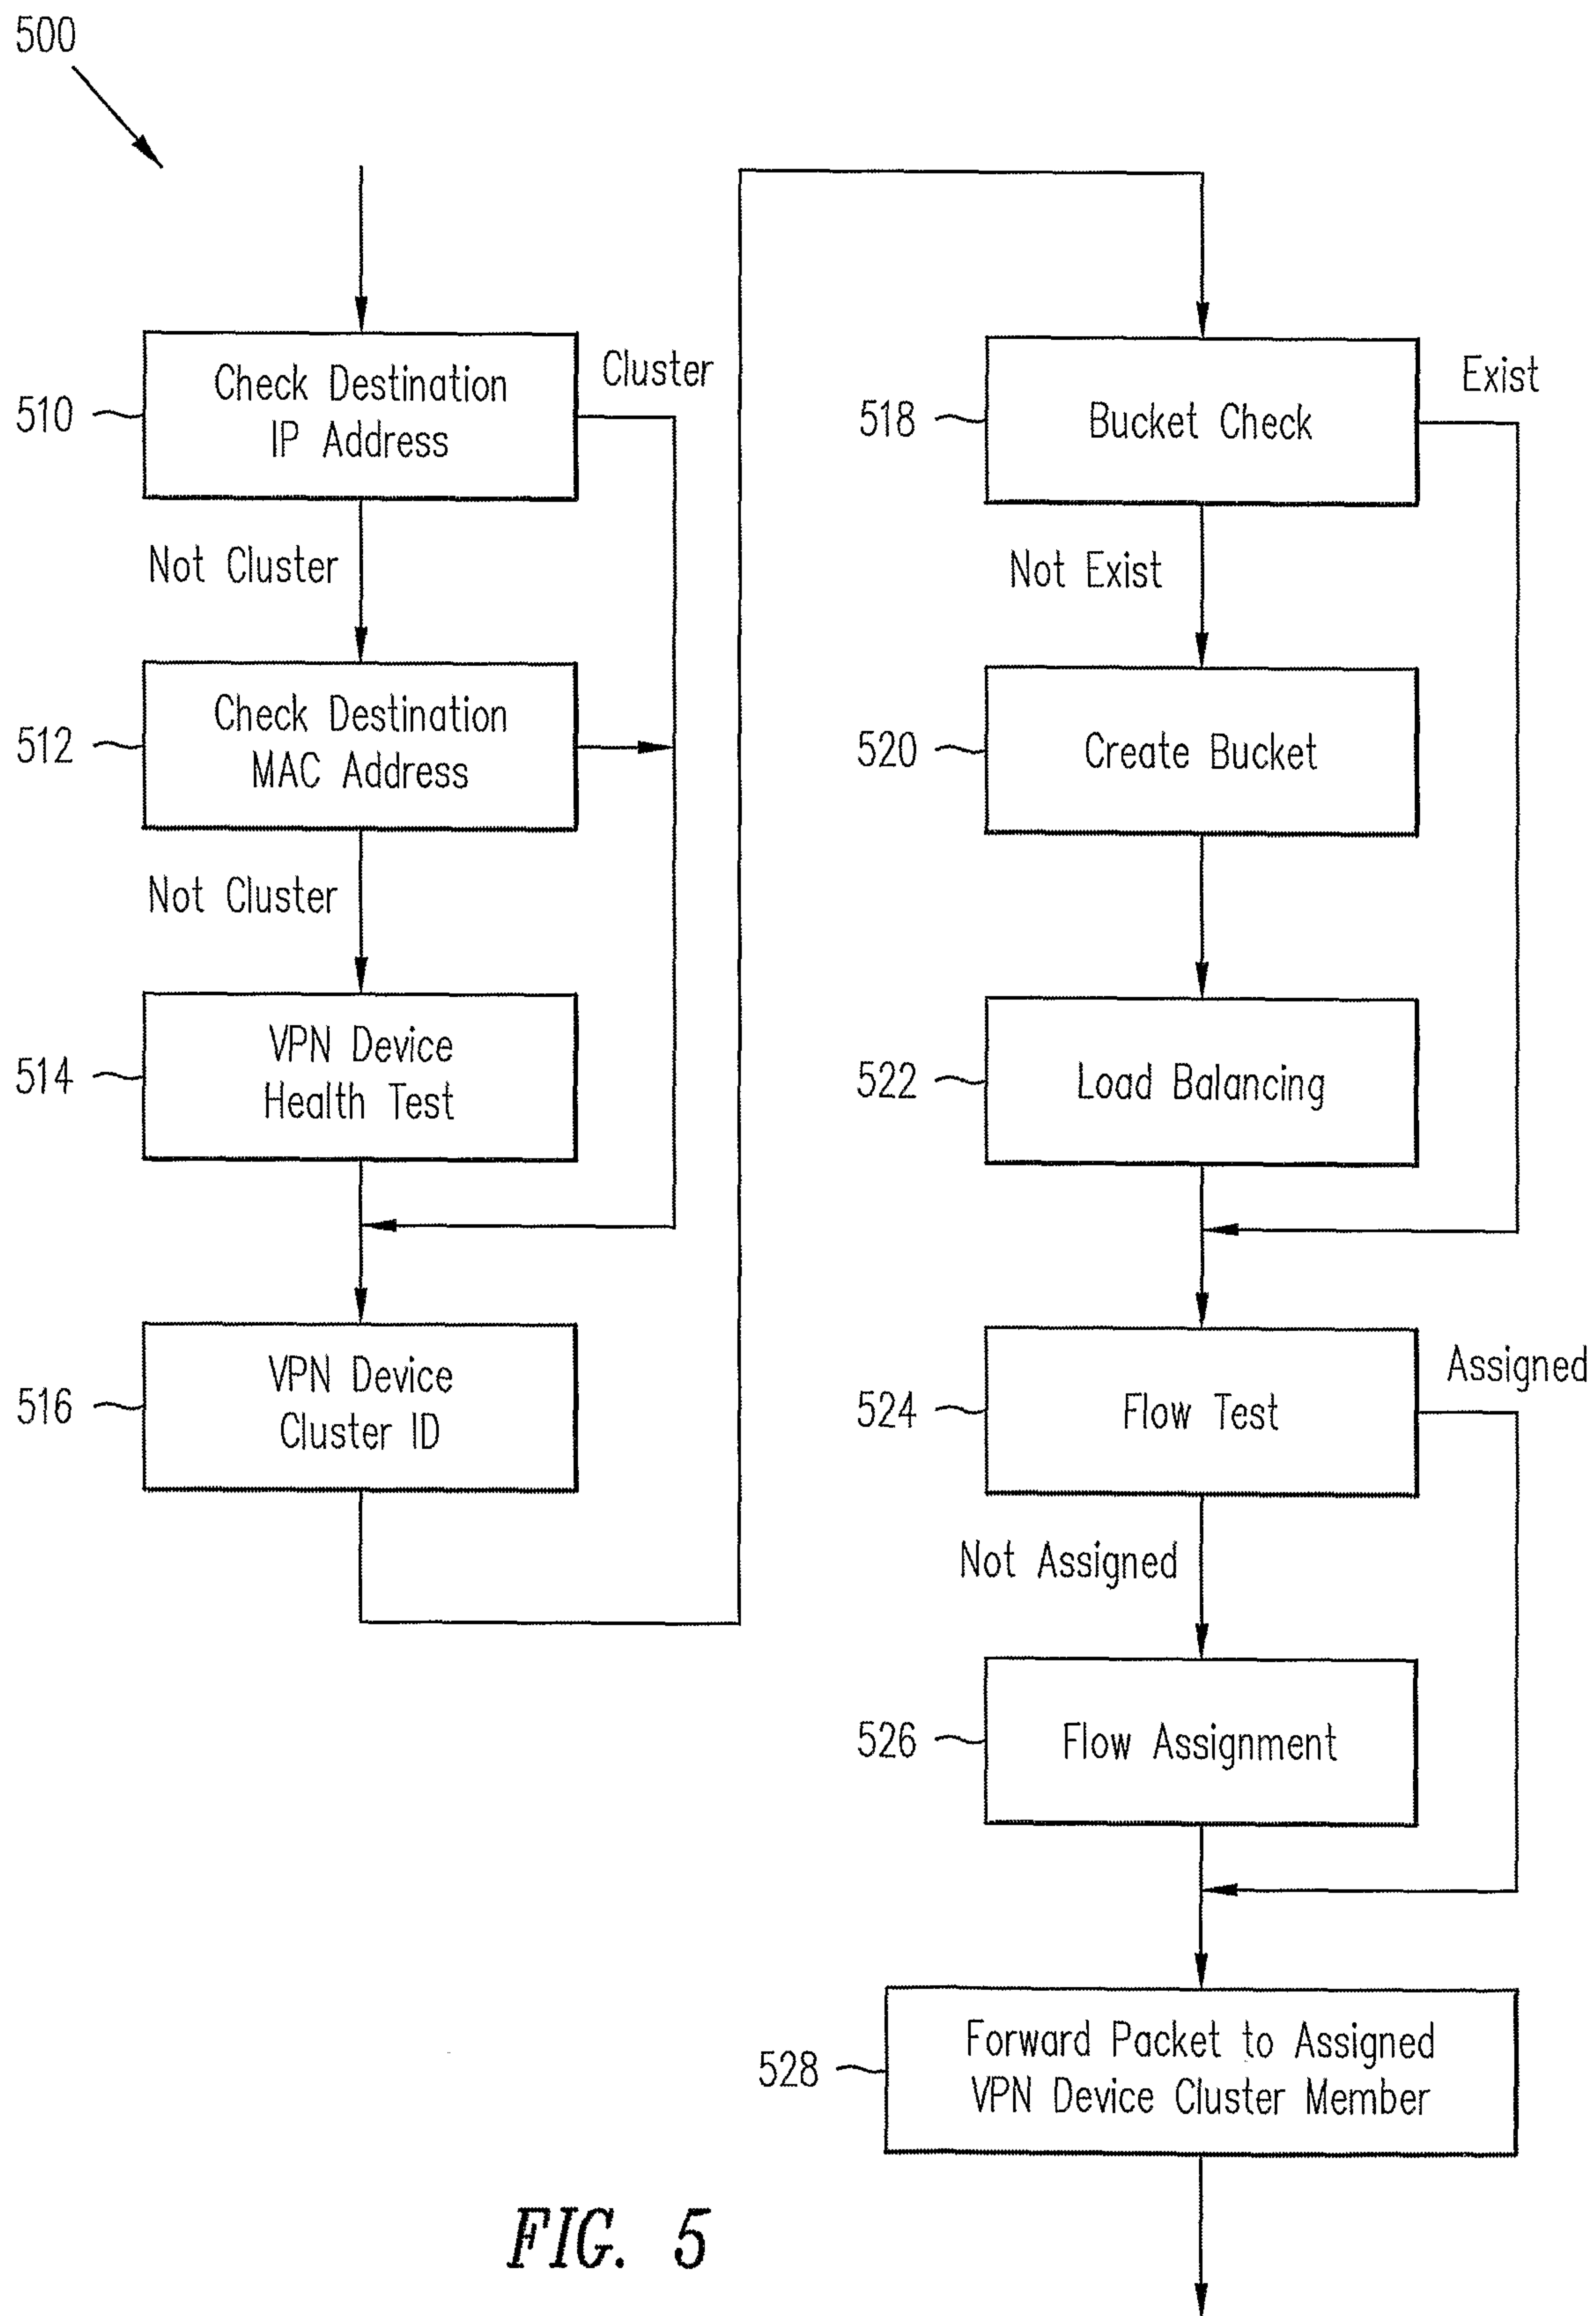 500
510
Check Destination
IP Address
Cluster
Not Cluster
512
Check Destination
MAC Address
Not Cluster
514
VPN Device
Health Test
516
VPN Device
Cluster ID
518
Bucket Check
Exist
Not Exist
520
Create Bucket
522
Load Balancing
524
Flow Test
Assigned
Not Assigned
526
Flow Assignment
528
Forward Packet to Assigned
VPN Device Cluster Member
FIG. 5